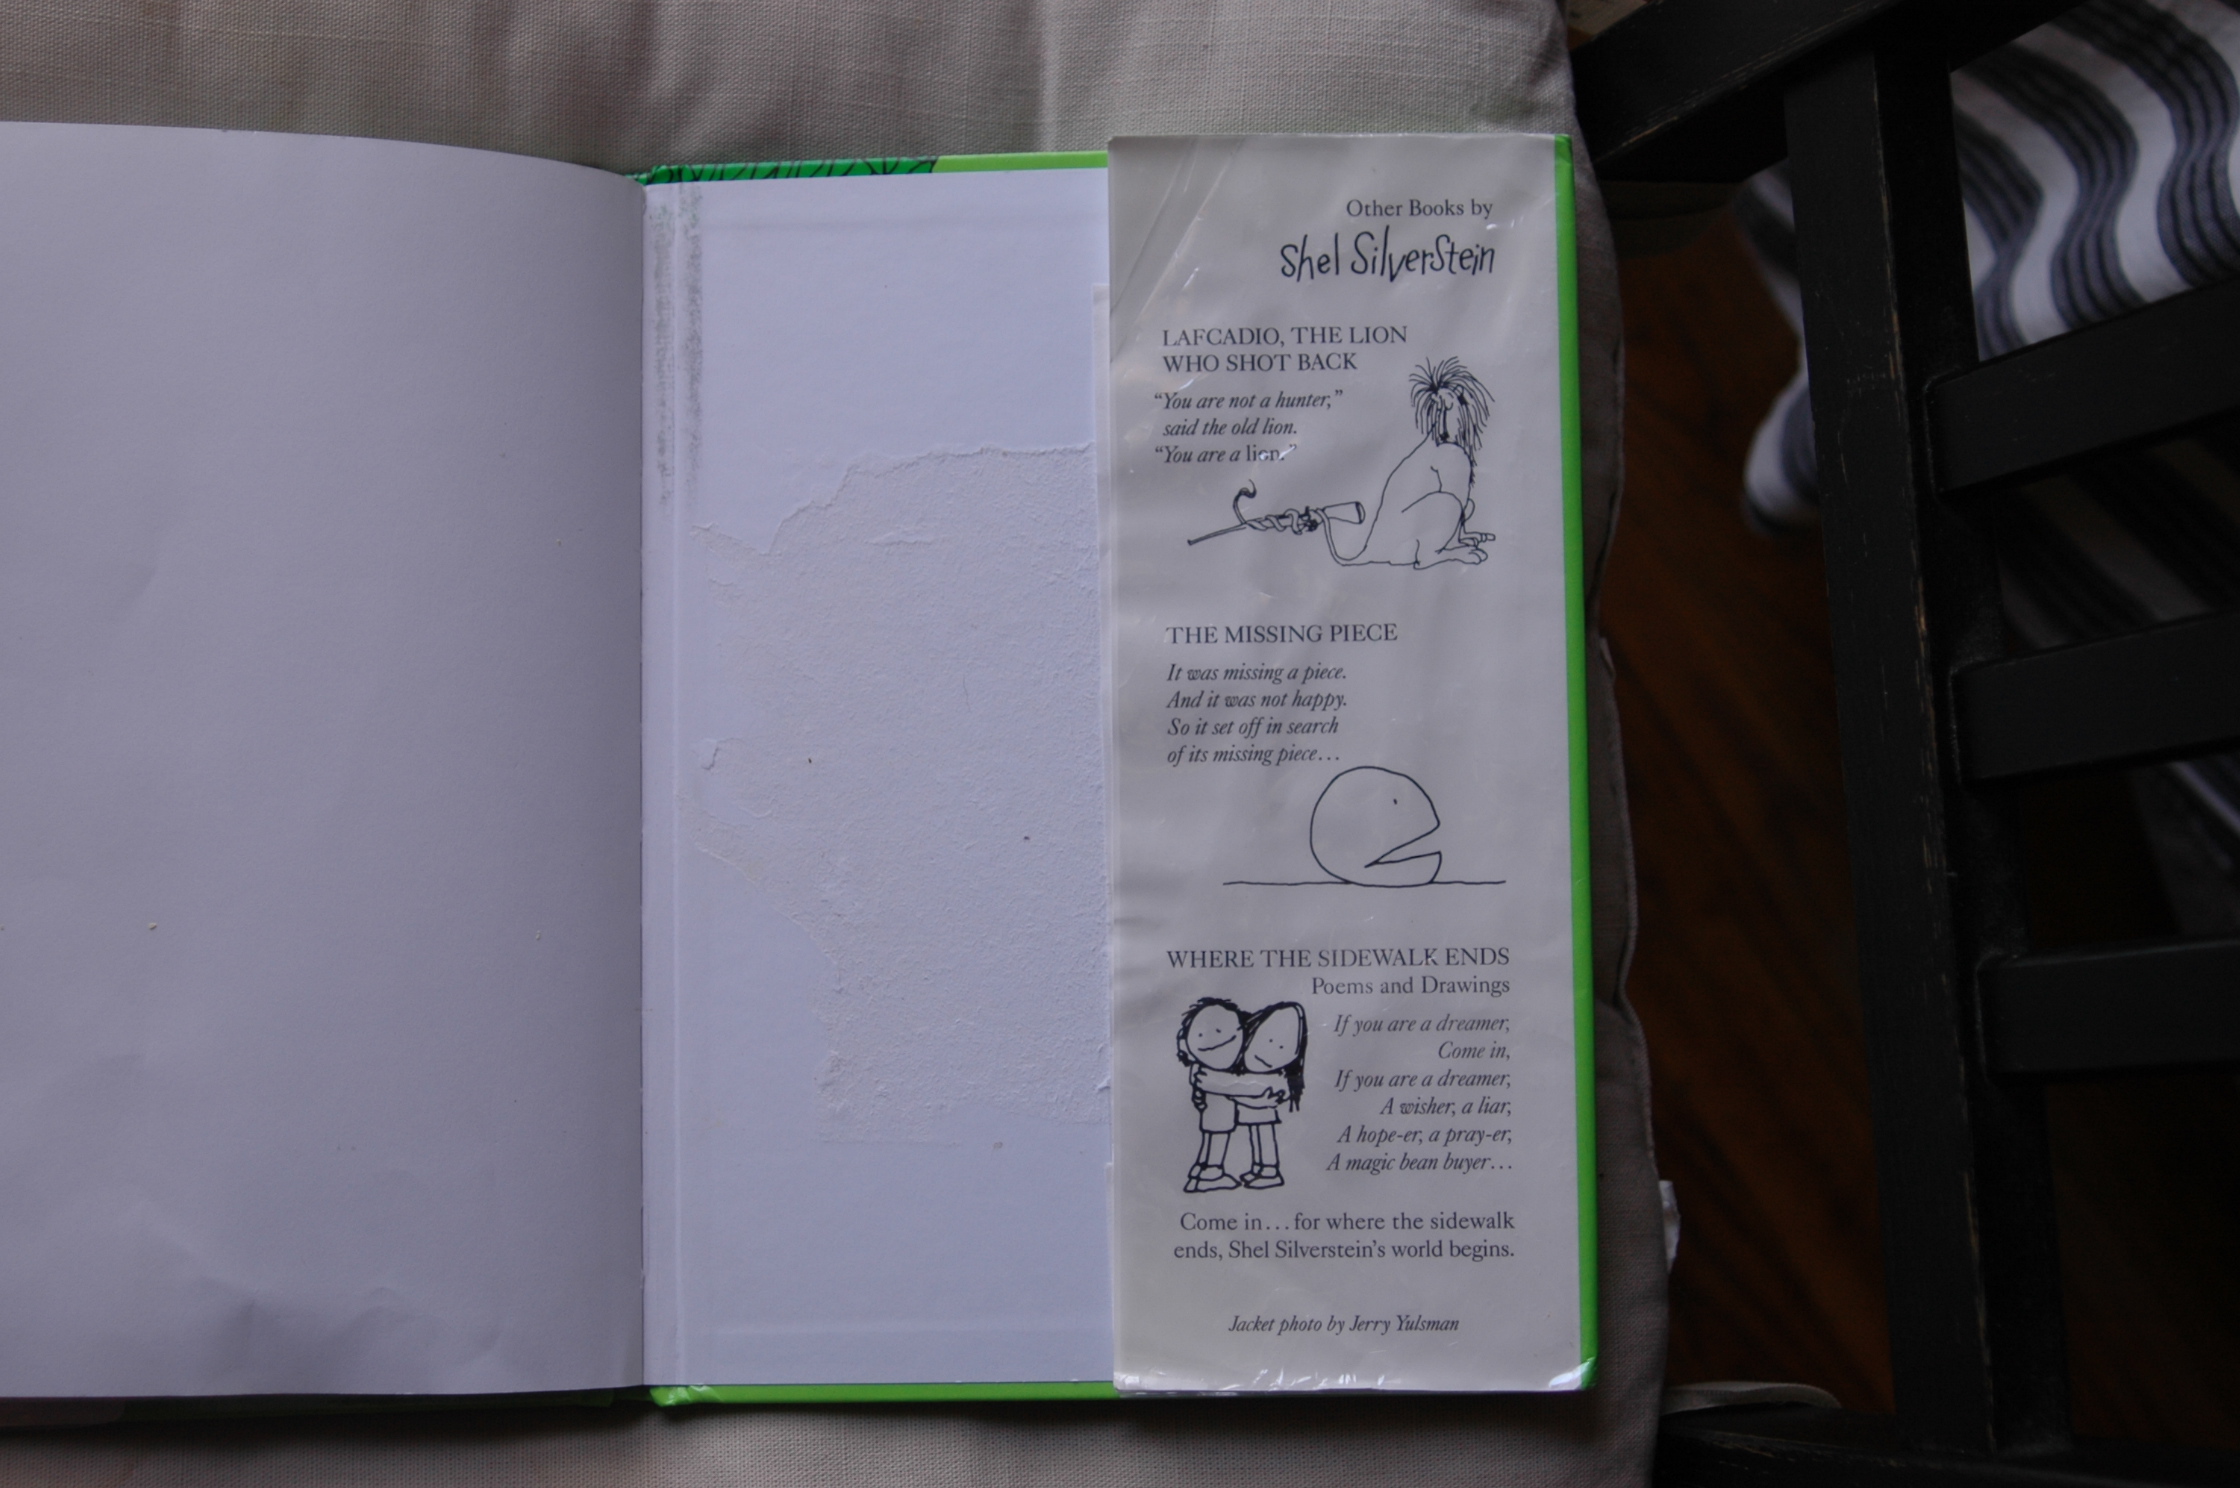 Other Books by
Shel Silverstein
LAFCADIO, THE LION
WHO SHOT BACK
“You are not a hunter,”
said the old lion.
“You are a lion.”
THE MISSING PIECE
It was missing a piece.
And it was not happy.
So it set off in search
of its missing piece...
WHERE THE SIDEWALK ENDS
Poems and Drawings
If you are a dreamer,
Come in,
If you are a dreamer,
A wisher, a liar,
A hope-er, a pray-er,
A magic bean buyer...
Come in...for where the sidewalk
ends, Shel Silverstein’s world begins.
Jacket photo by Jerry Yulsman